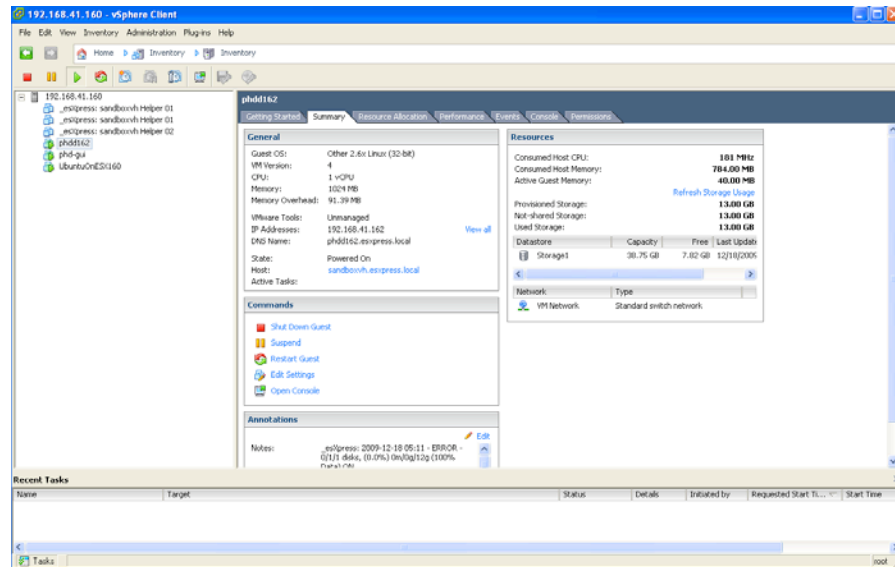 192.168.41.160 - vSphere Client
File Edit View Inventory Administration Plug-ins Help
Home Inventory Inventory
192.168.41.160
_esXpress: sandboxvh Helper 01
_esXpress: sandboxvh Helper 01
_esXpress: sandboxvh Helper 02
phdd162
phd-gui
UbuntuOnESX160
phdd162
Getting Started Summary Resource Allocation Performance Events Console Permissions
General
Guest OS: Other 2.6x Linux (32-bit)
VM Version: 4
CPU: 1 vCPU
Memory: 1024 MB
Memory Overhead: 91.39 MB
VMware Tools: Unmanaged
IP Addresses: 192.168.41.162 View all
DNS Name: phdd162.esxpress.local
State: Powered On
Host: sandboxvh.esxpress.local
Active Tasks:
Commands
Shut Down Guest
Suspend
Restart Guest
Edit Settings
Open Console
Annotations
Edit
Notes: _esXpress: 2009-12-18 05:11 - ERROR -
0/1/1 disks, (0.0%) 0m/0g/12g (100%
Data) ON
Resources
Consumed Host CPU: 101 MHz
Consumed Host Memory: 784.00 MB
Active Guest Memory: 40.00 MB
Refresh Storage Usage
Provisioned Storage: 13.00 GB
Not-shared Storage: 13.00 GB
Used Storage: 13.00 GB
Datastore Capacity Free Last Updati
Storage1 38.75 GB 7.02 GB 12/18/2009
Network Type
VM Network Standard switch network
Recent Tasks
Name Target Status Details Initiated by Requested Start Ti... Start Time
Tasks root